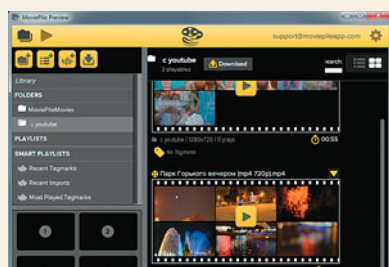 MoviePile Preview
support@moviepileapp.com
c youtube
2 playables
Download
Search:
Library
FOLDERS
MoviePileMovies
c youtube
PLAYLISTS
SMART PLAYLISTS
Recent Tagmarks
Recent Imports
Most Played Tagmarks
1
2
c youtube | 1280x720 | 0 plays
00:55
no Tagmarks
Парк Горького вечером (mp4 720p).mp4